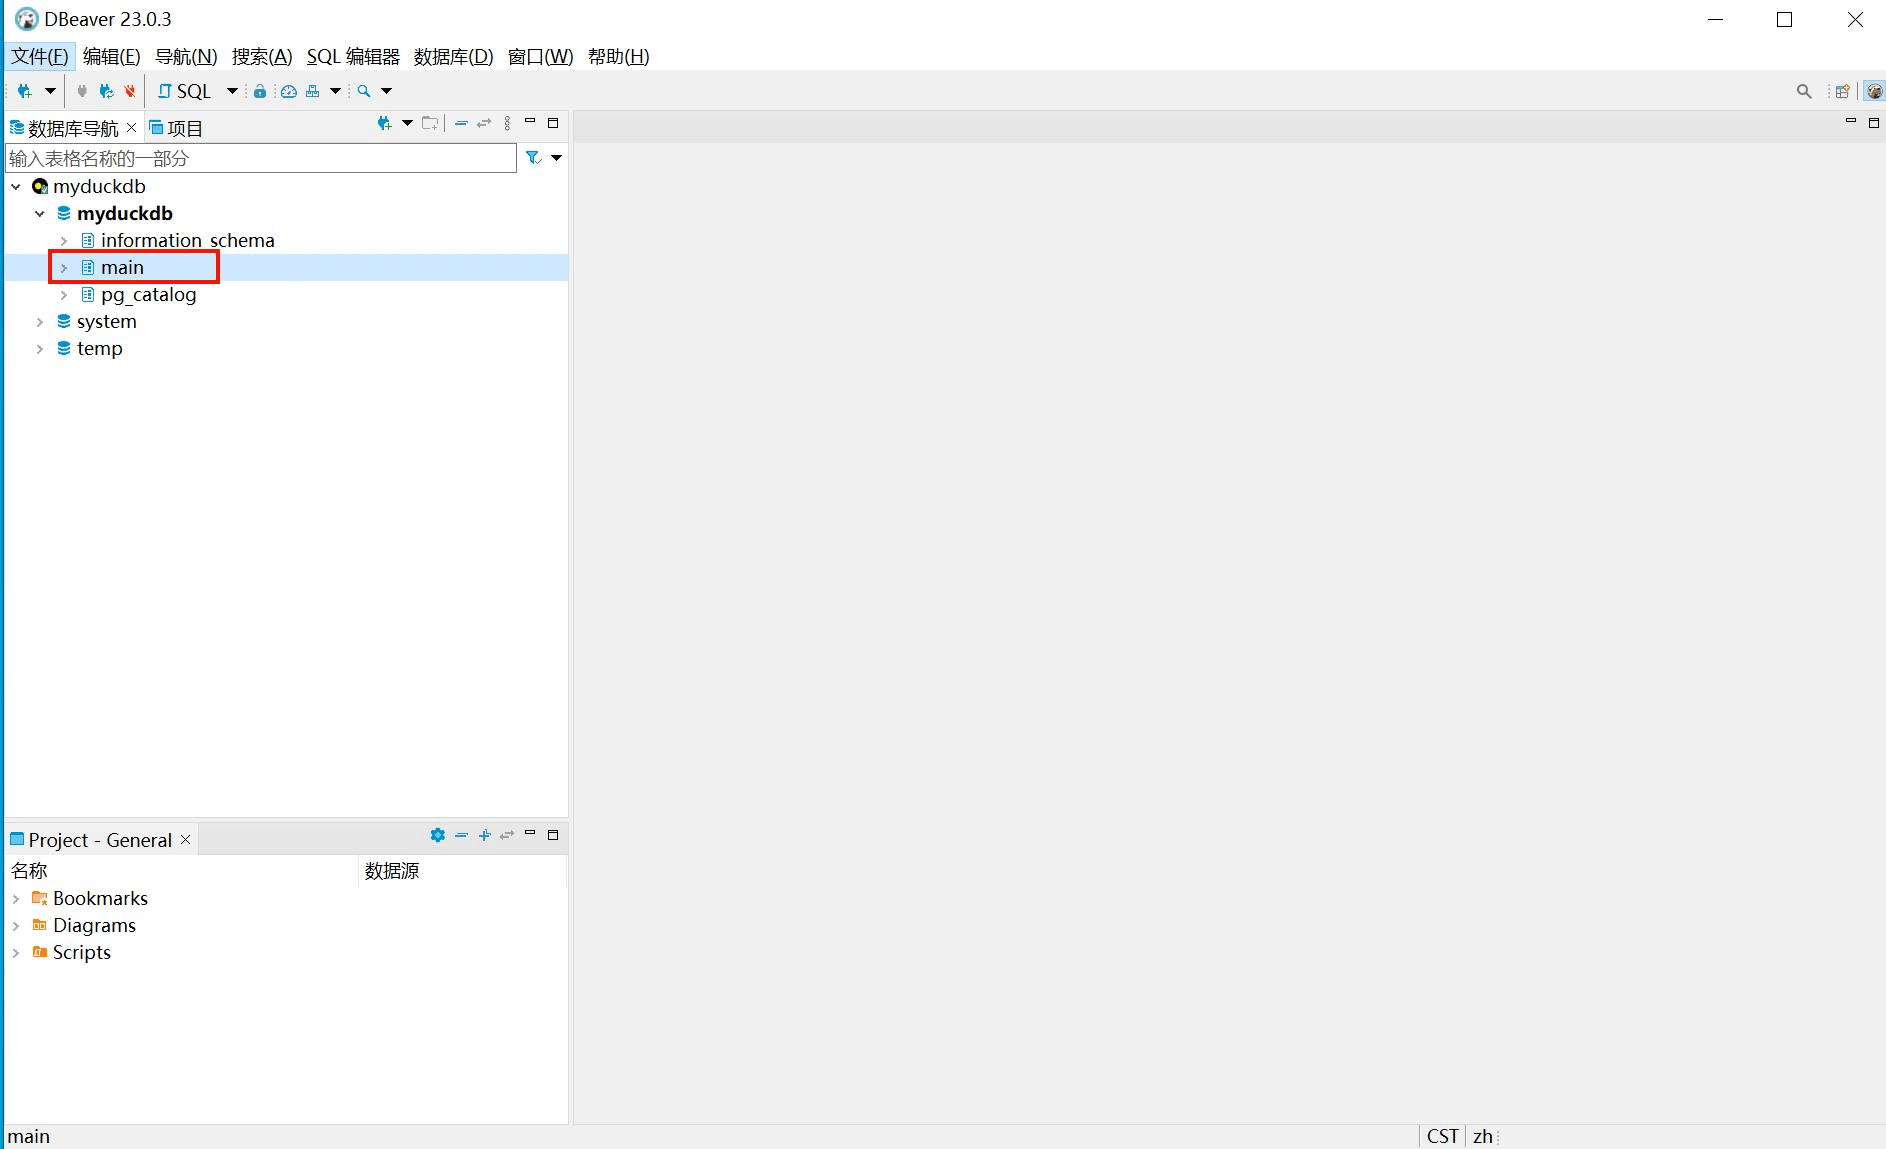 DBeaver 23.0.3
文件(F) 编辑(E) 导航(N) 搜索(A) SQL 编辑器 数据库(D) 窗口(W) 帮助(H)
SQL
数据库导航 项目
输入表格名称的一部分
myduckdb
myduckdb
information_schema
main
pg_catalog
system
temp
Project - General
名称 数据源
Bookmarks
Diagrams
Scripts
main CST zh